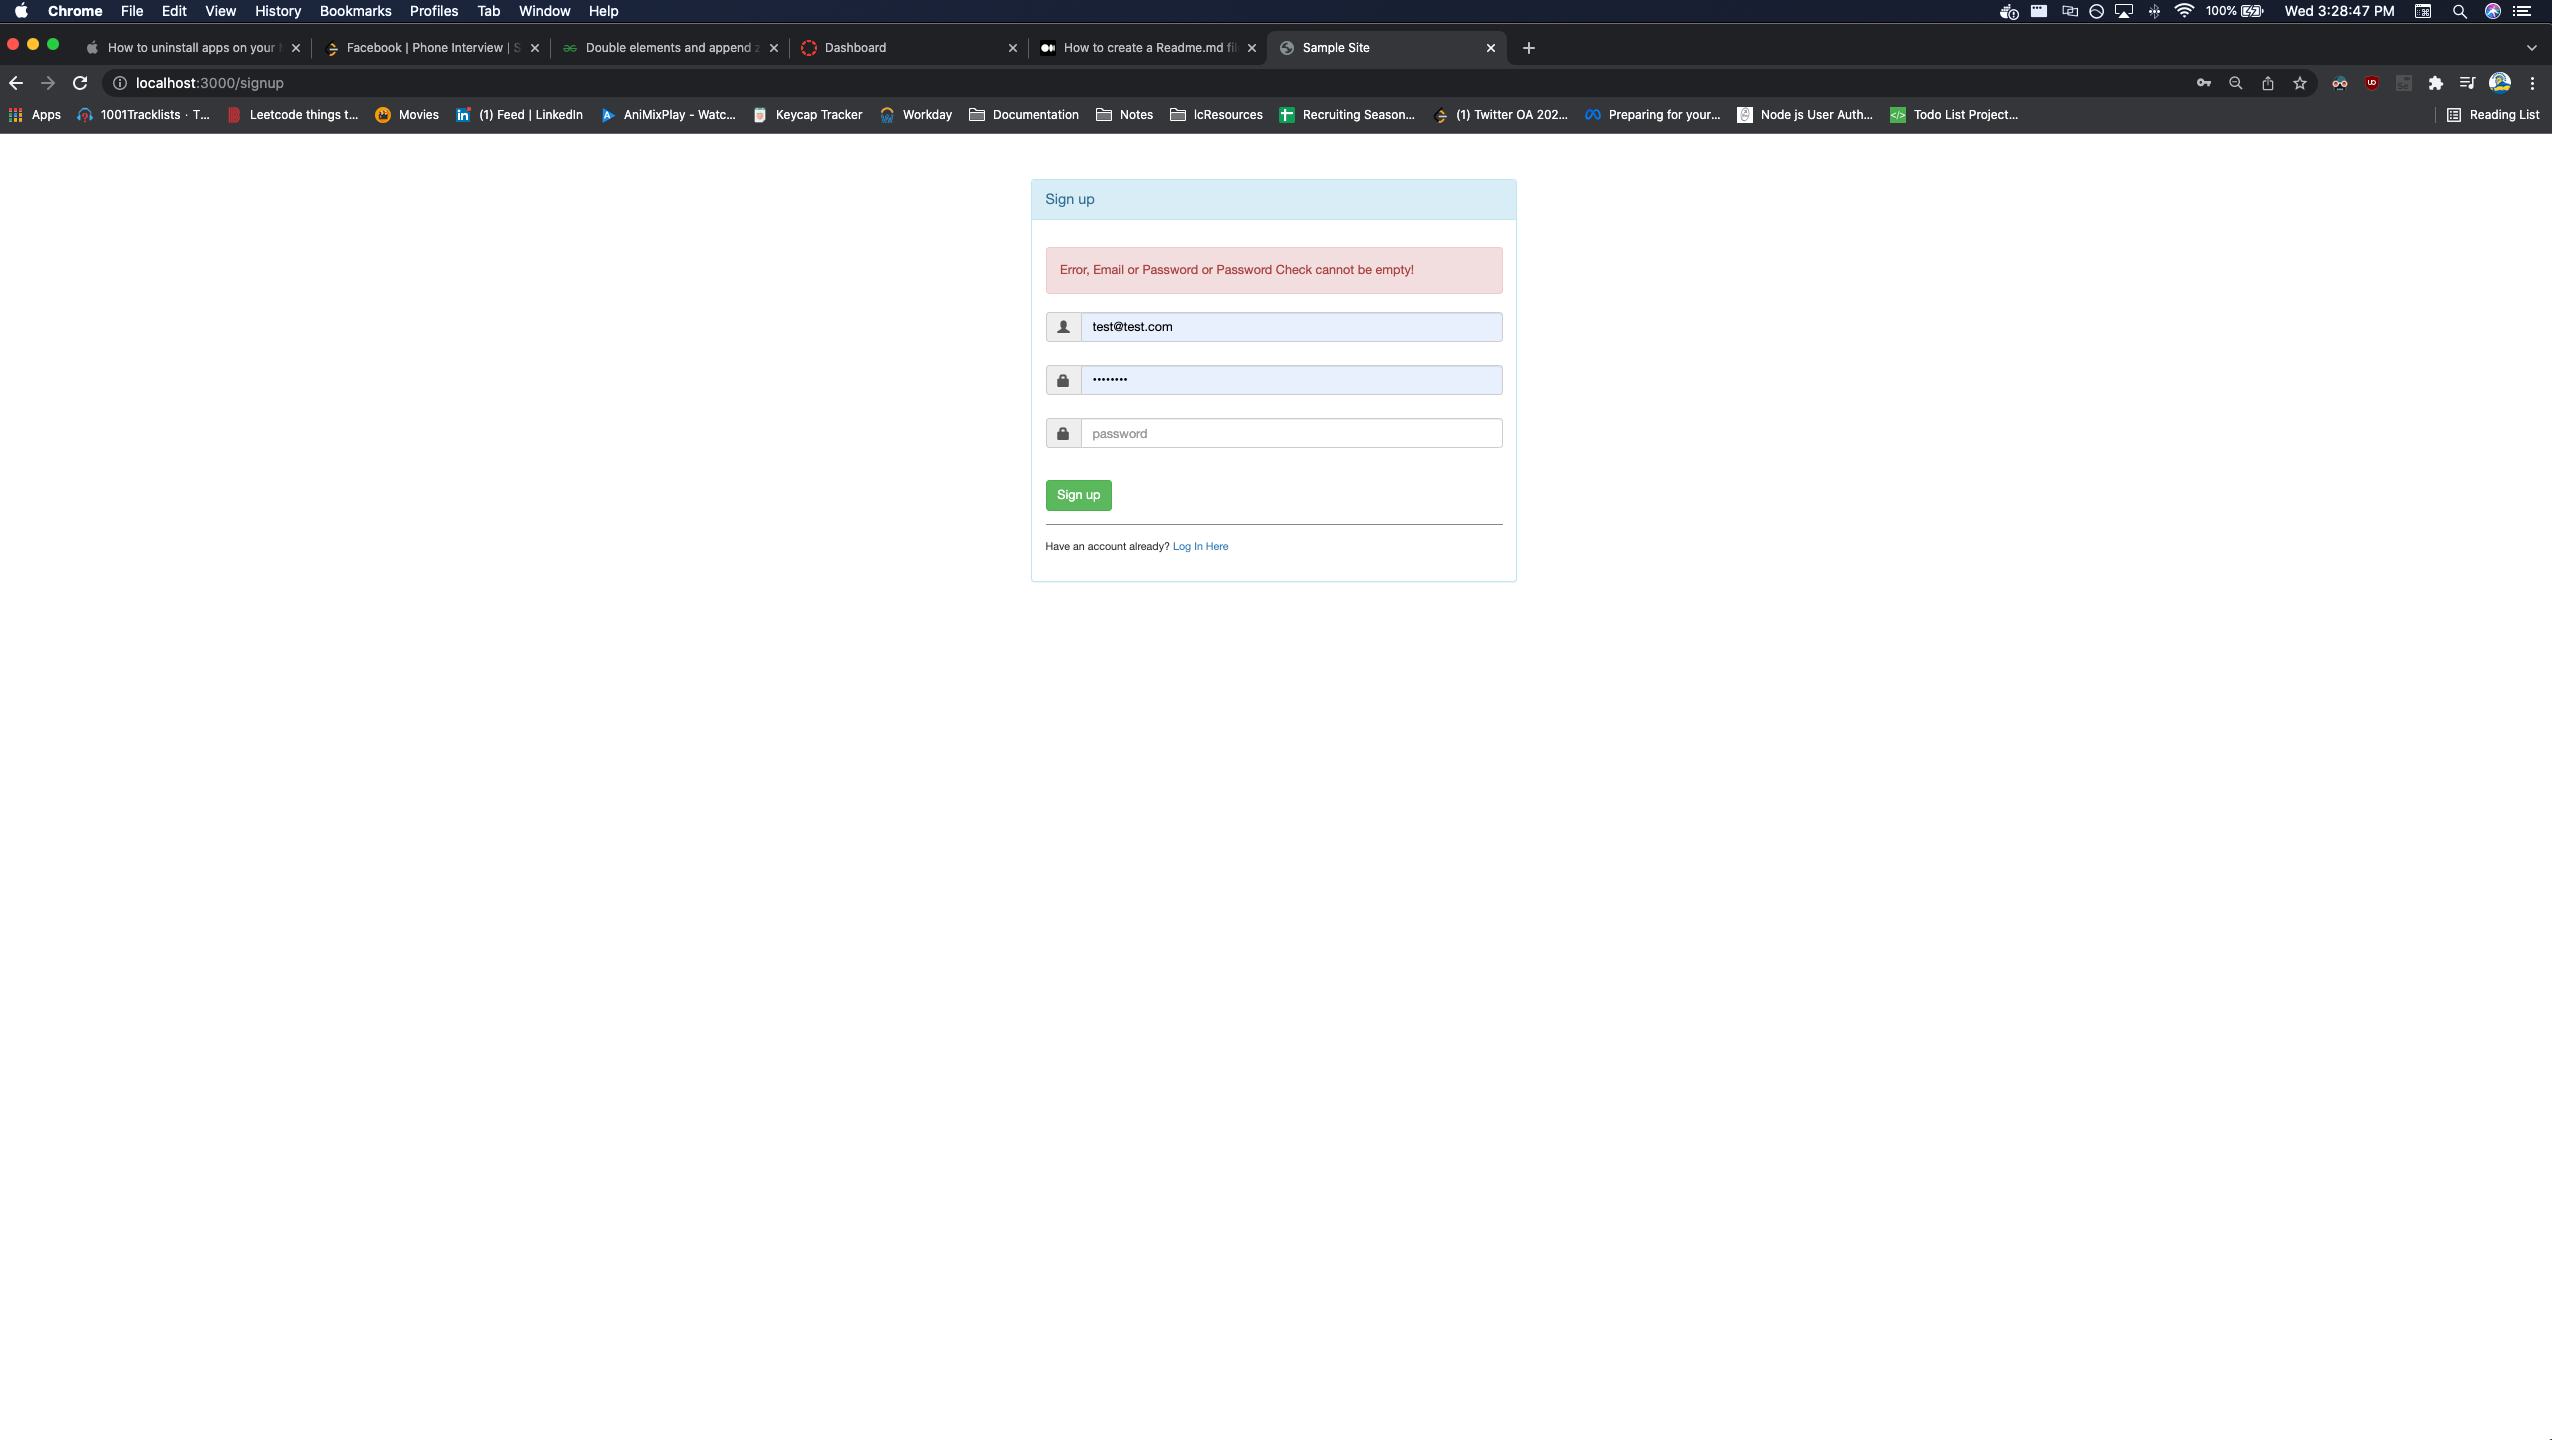 Chrome File Edit View History Bookmarks Profiles Tab Window Help 100% Wed 3:28:47 PM
How to uninstall apps on your Facebook | Phone Interview | S Double elements and append z Dashboard How to create a Readme.md fil Sample Site
localhost:3000/signup
Apps 1001Tracklists · T... Leetcode things t... Movies (1) Feed | LinkedIn AniMixPlay - Watc... Keycap Tracker Workday Documentation Notes lcResources Recruiting Season... (1) Twitter OA 202... Preparing for your... Node js User Auth... Todo List Project... Reading List
Sign up
Error, Email or Password or Password Check cannot be empty!
test@test.com
••••••••
password
Sign up
Have an account already? Log In Here